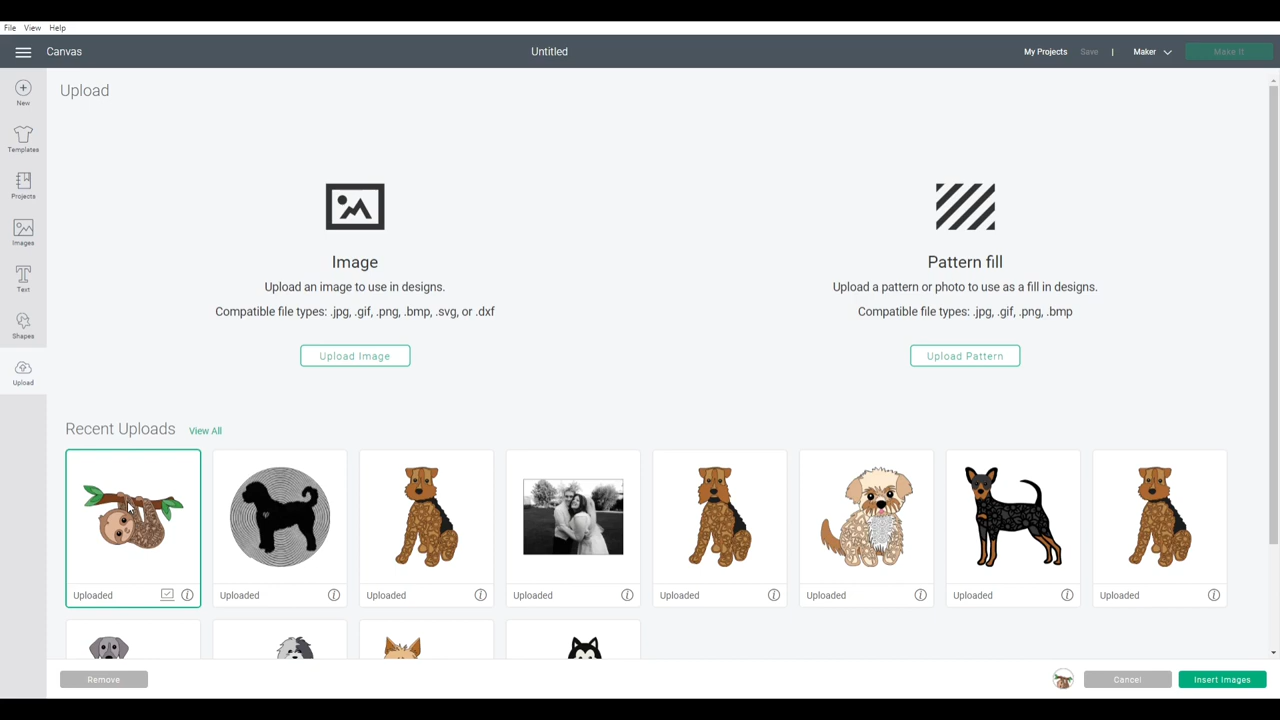 File View Help
Canvas
Untitled
My Projects Save | Maker Make It
New
Templates
Projects
Images
Text
Shapes
Upload
Upload
Image
Upload an image to use in designs.
Compatible file types: .jpg, .gif, .png, .bmp, .svg, or .dxf
Upload Image
Pattern fill
Upload a pattern or photo to use as a fill in designs.
Compatible file types: .jpg, .gif, .png, .bmp
Upload Pattern
Recent Uploads View All
Uploaded
Uploaded
Uploaded
Uploaded
Uploaded
Uploaded
Uploaded
Uploaded
Remove
Cancel
Insert Images